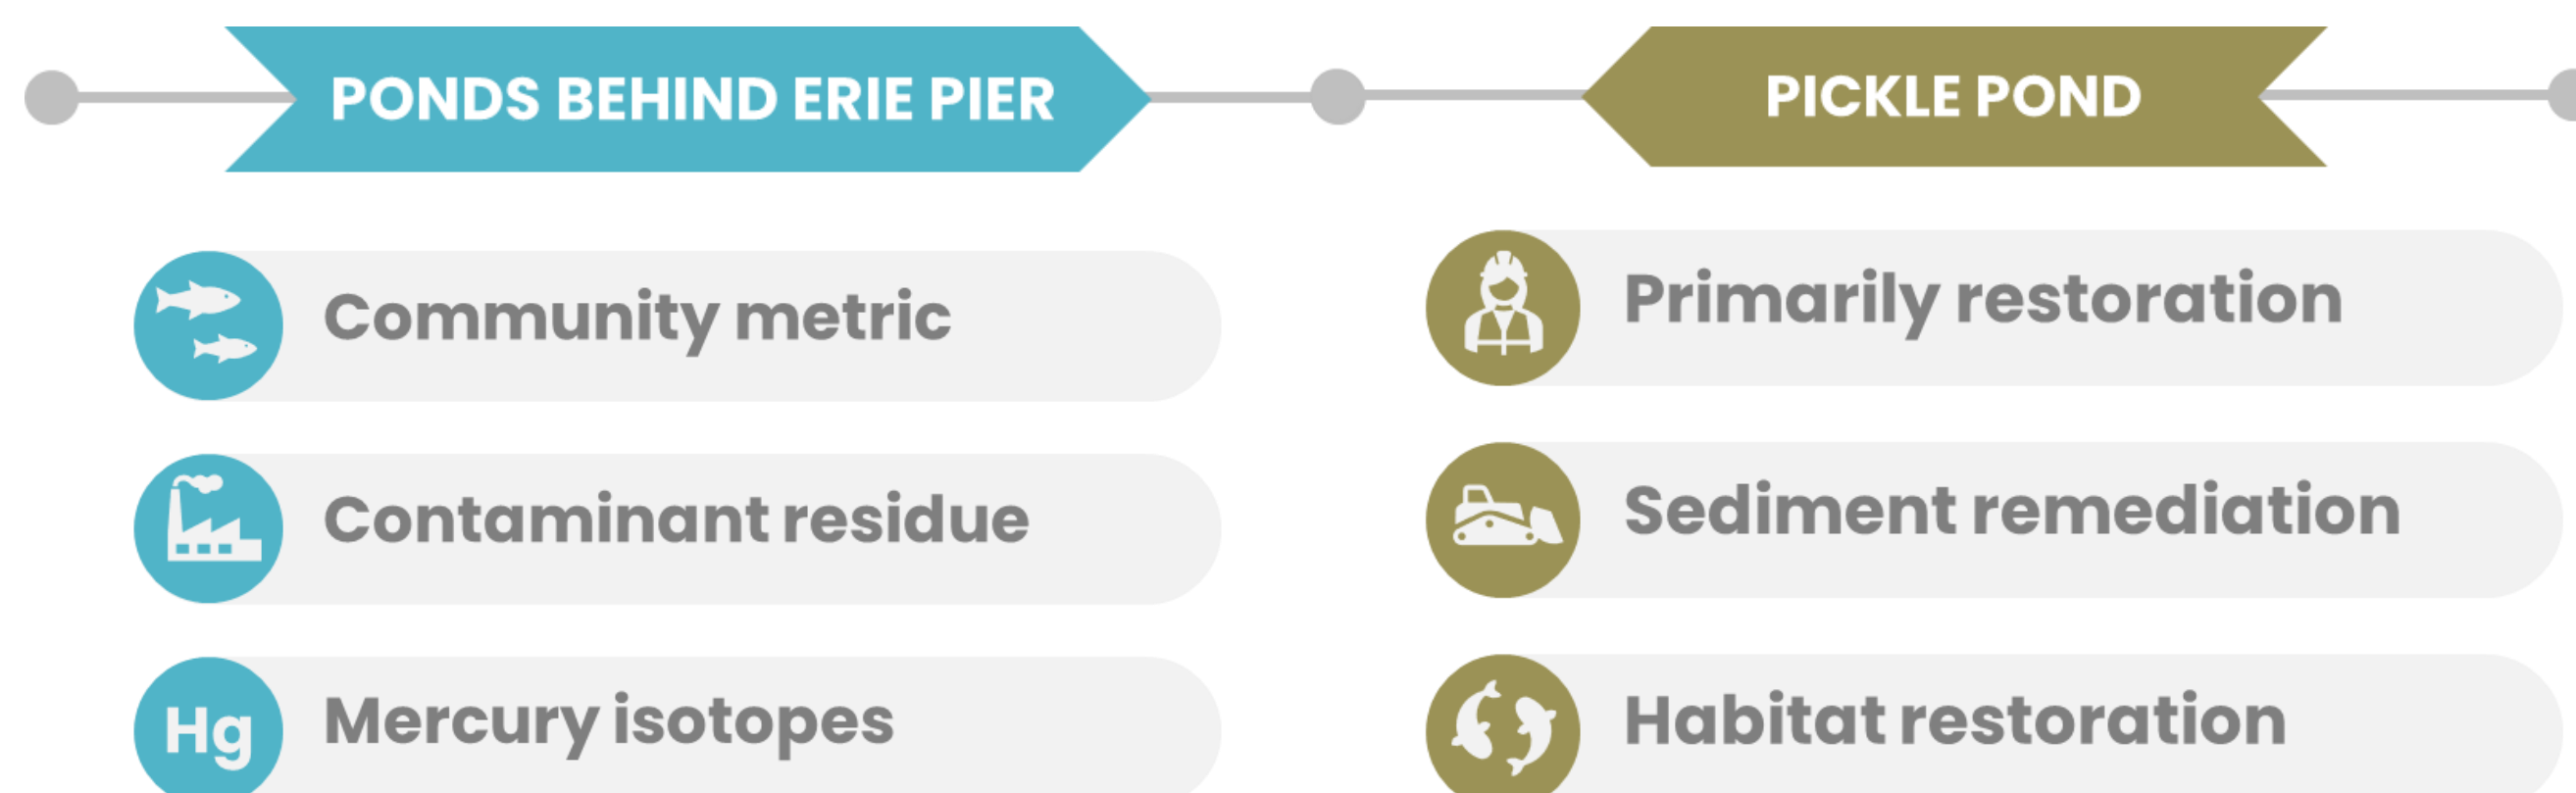 PONDS BEHIND ERIE PIER
Community metric
Contaminant residue
Hg
Mercury isotopes
PICKLE POND
Primarily restoration
Sediment remediation
Habitat restoration